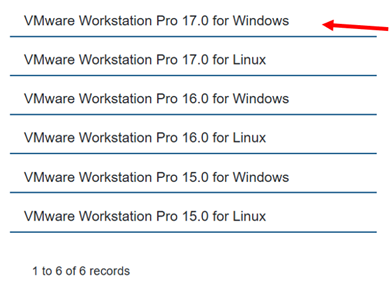 VMware Workstation Pro 17.0 for Windows
VMware Workstation Pro 17.0 for Linux
VMware Workstation Pro 16.0 for Windows
VMware Workstation Pro 16.0 for Linux
VMware Workstation Pro 15.0 for Windows
VMware Workstation Pro 15.0 for Linux
1 to 6 of 6 records